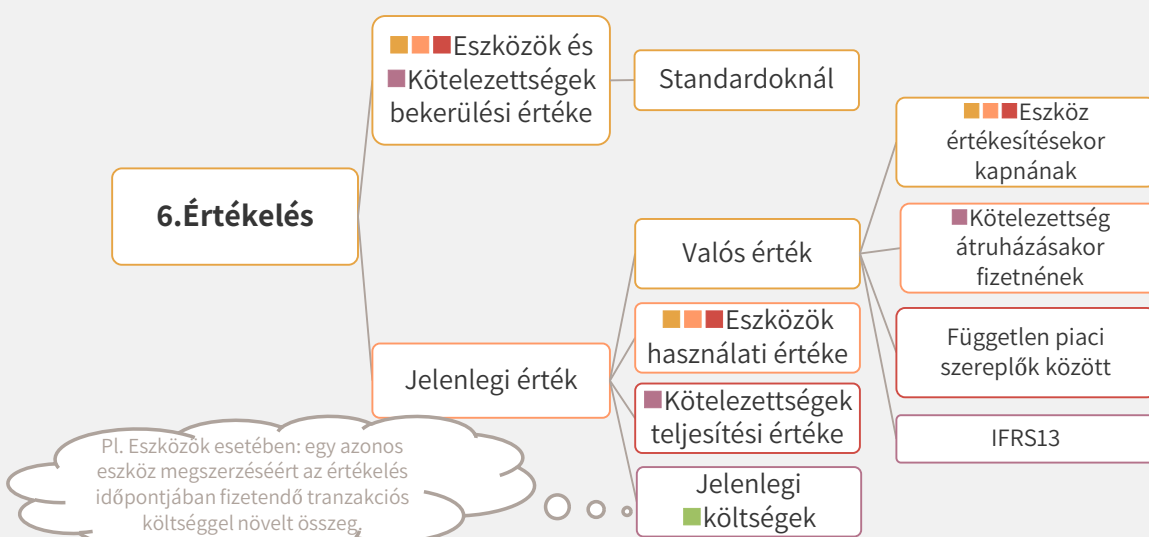 6.Értékelés
Eszközök és
Kötelezettségek
bekerülési értéke
Standardoknál
Jelenlegi érték
Valós érték
Eszköz
értékesítésekor
kapnának
Kötelezettség
átruházásakor
fizetnének
Független piaci
szereplők között
IFRS13
Eszközök
használati értéke
Kötelezettségek
teljesítési értéke
Jelenlegi
költségek
Pl. Eszközök esetében: egy azonos
eszköz megszerzéséért az értékelés
időpontjában fizetendő tranzakciós
költséggel növelt összeg.